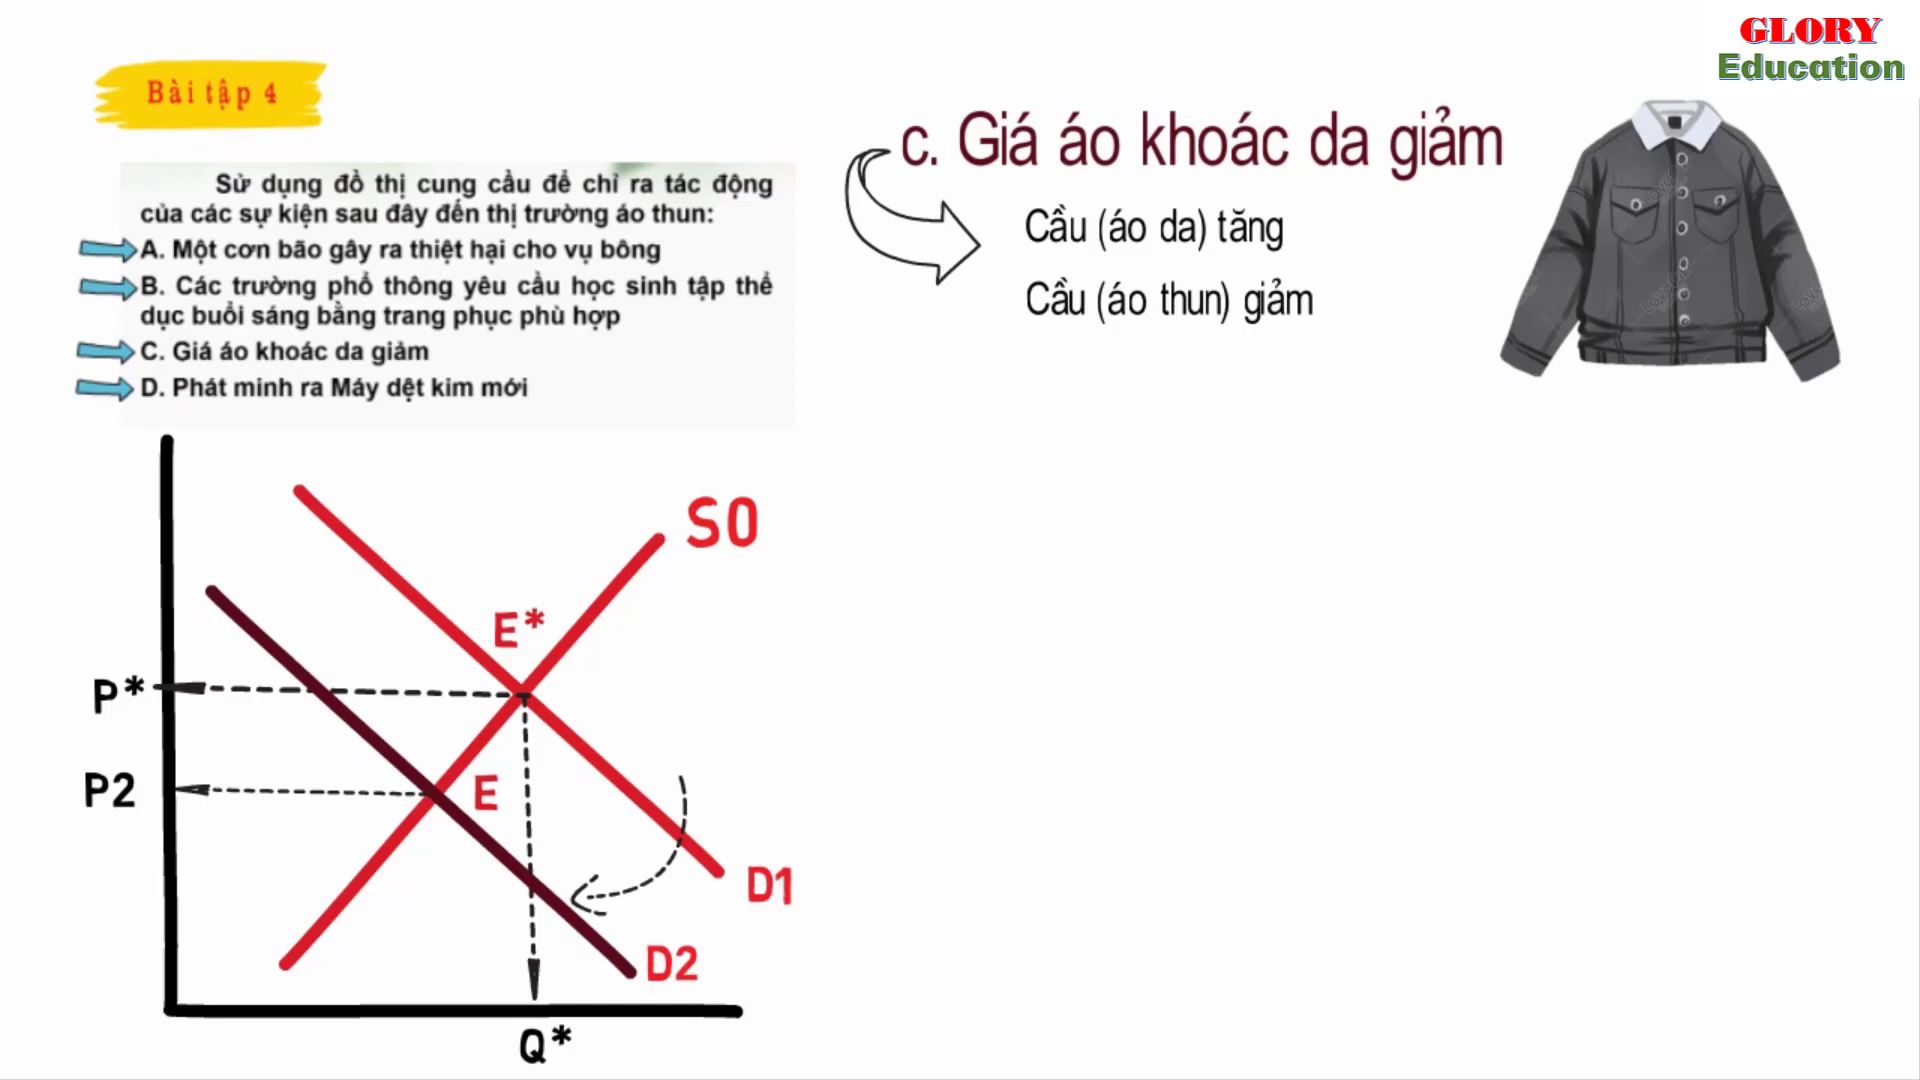 GLORY
Education
Bài tập 4
Sử dụng đồ thị cung cầu để chỉ ra tác động
của các sự kiện sau đây đến thị trường áo thun:
A. Một cơn bão gây ra thiệt hại cho vụ bông
B. Các trường phổ thông yêu cầu học sinh tập thể
dục buổi sáng bằng trang phục phù hợp
C. Giá áo khoác da giảm
D. Phát minh ra Máy dệt kim mới
c. Giá áo khoác da giảm
Cầu (áo da) tăng
Cầu (áo thun) giảm
S0
E*
P*
P2
E
D1
D2
Q*